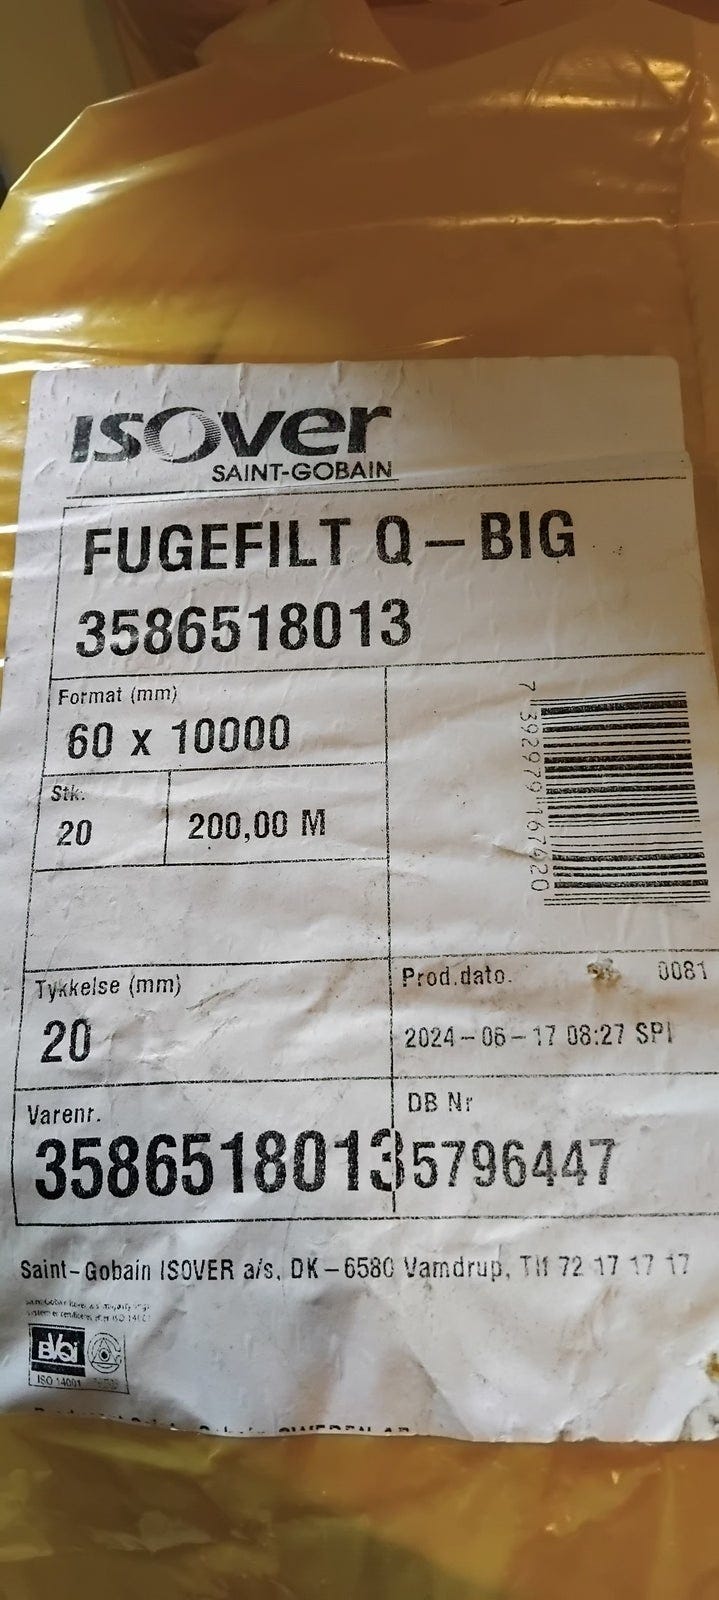 ISOVER
SAINT-GOBAIN
FUGEFILT Q-BIG
3586518013
Format (mm)
60 x 10000
7 392979 167420
Stk.
20
200,00 M
Tykkelse (mm)
20
Prod.dato. 0081
2024-06-17 08:27 SPI
Varenr.
3586518013
DB Nr
5796447
Saint-Gobain ISOVER a/s, DK-6580 Vamdrup, Tlf 72 17 17 17
BVQi
ISO 14001